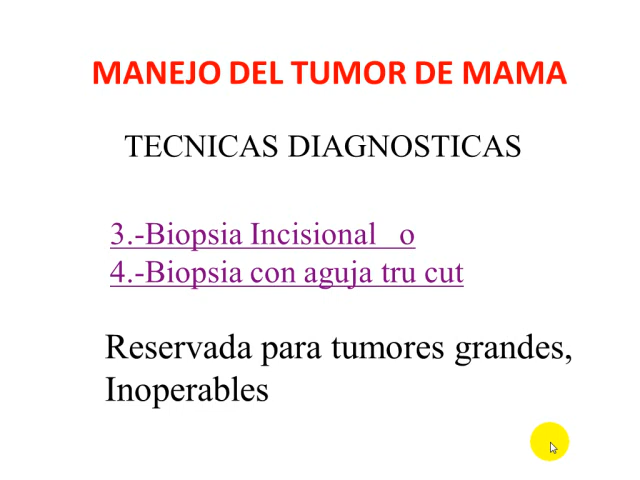 MANEJO DEL TUMOR DE MAMA
TECNICAS DIAGNOSTICAS
3.-Biopsia Incisional o
4.-Biopsia con aguja tru cut
Reservada para tumores grandes,
Inoperables